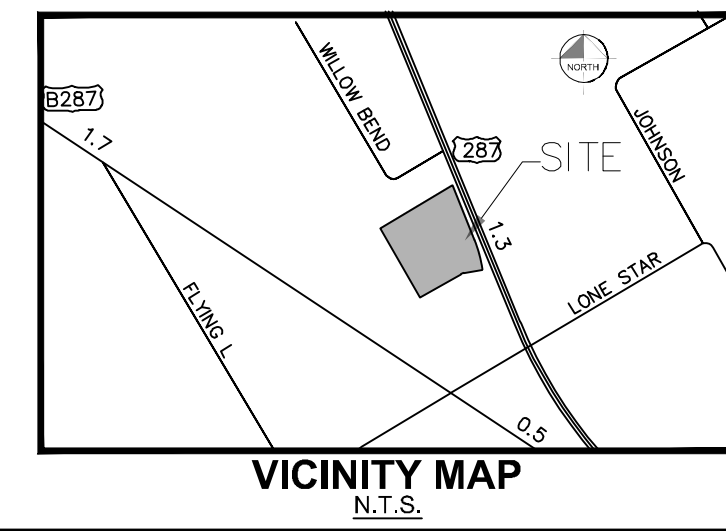 WILLOW BEND
NORTH
B287
1.7
287
SITE
JOHNSON
1.3
FLYING L
LONE STAR
0.5
VICINITY MAP
N.T.S.